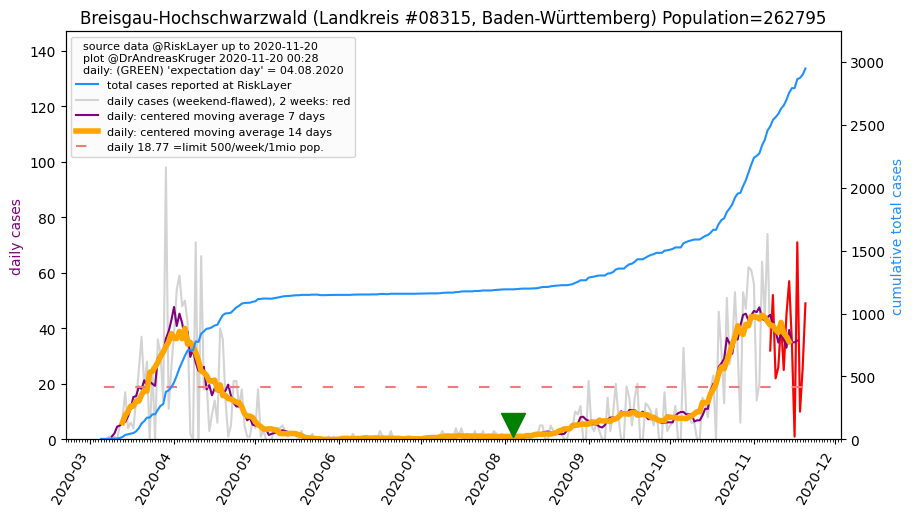 Breisgau-Hochschwarzwald (Landkreis #08315, Baden-Württemberg) Population=262795
source data @RiskLayer up to 2020-11-20
plot @DrAndreasKruger 2020-11-20 00:28
daily: (GREEN) 'expectation day' = 04.08.2020
total cases reported at RiskLayer
daily cases (weekend-flawed), 2 weeks: red
daily: centered moving average 7 days
daily: centered moving average 14 days
daily 18.77 =limit 500/week/1mio pop.
daily cases
140
120
100
80
60
40
20
0
cumulative total cases
3000
2500
2000
1500
1000
500
0
2020-03
2020-04
2020-05
2020-06
2020-07
2020-08
2020-09
2020-10
2020-11
2020-12